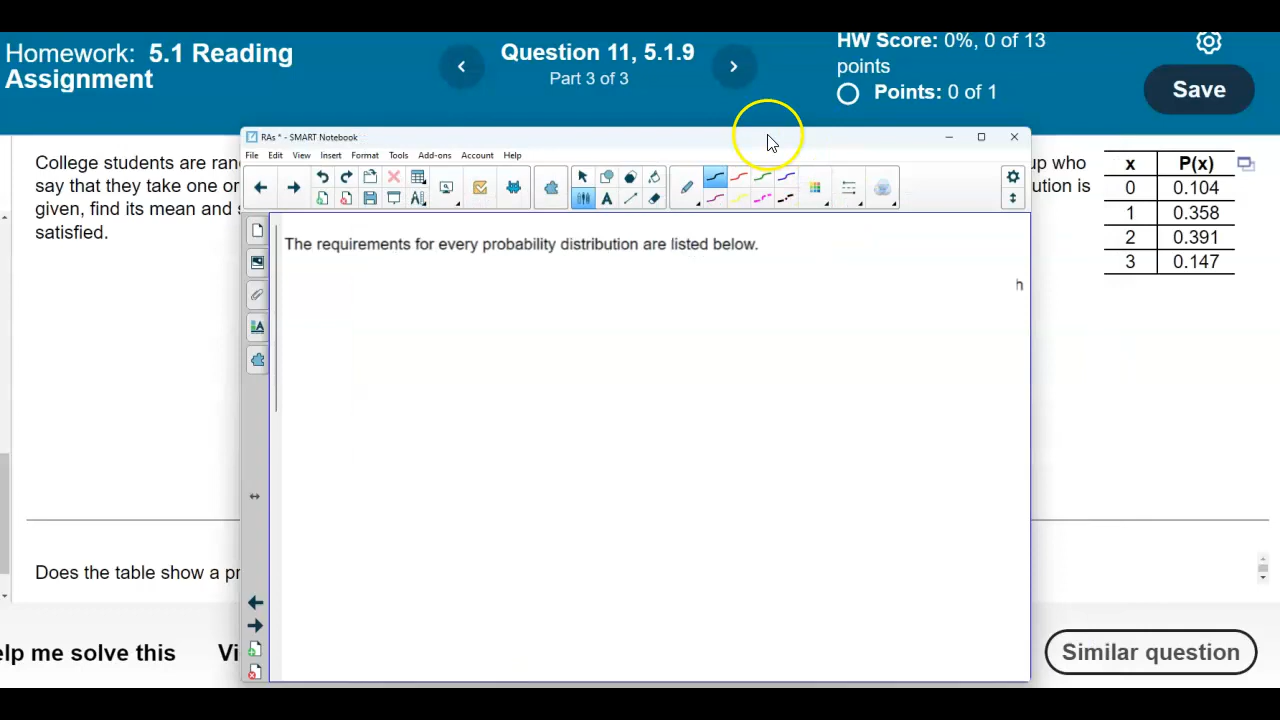 Homework: 5.1 Reading
Assignment
Question 11, 5.1.9
Part 3 of 3
HW Score: 0%, 0 of 13
points
Points: 0 of 1
Save
College students are ran
say that they take one or
given, find its mean and s
satisfied.
up who
ution is
x P(x)
0 0.104
1 0.358
2 0.391
3 0.147
RAs * - SMART Notebook
File Edit View Insert Format Tools Add-ons Account Help
The requirements for every probability distribution are listed below.
h
Does the table show a pr
elp me solve this
Vi
Similar question